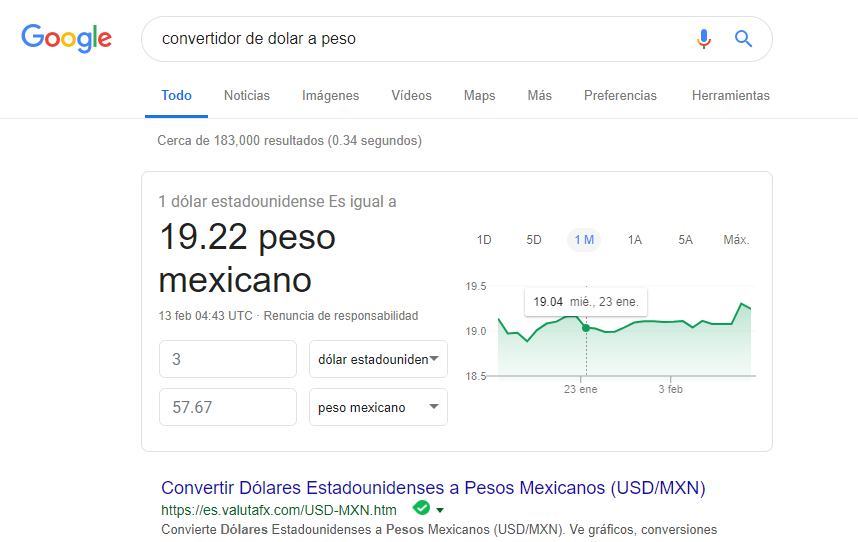 Google
convertidor de dolar a peso
Todo Noticias Imágenes Vídeos Maps Más Preferencias Herramientas
Cerca de 183,000 resultados (0.34 segundos)
1 dólar estadounidense Es igual a
19.22 peso
mexicano
13 feb 04:43 UTC · Renuncia de responsabilidad
3 dólar estadouniden
57.67 peso mexicano
1D 5D 1 M 1A 5A Máx.
19.5
19.04 mié., 23 ene.
19.0
18.5
23 ene 3 feb
Convertir Dólares Estadounidenses a Pesos Mexicanos (USD/MXN)
https://es.valutafx.com/USD-MXN.htm
Convierte Dólares Estadounidenses a Pesos Mexicanos (USD/MXN). Ve gráficos, conversiones